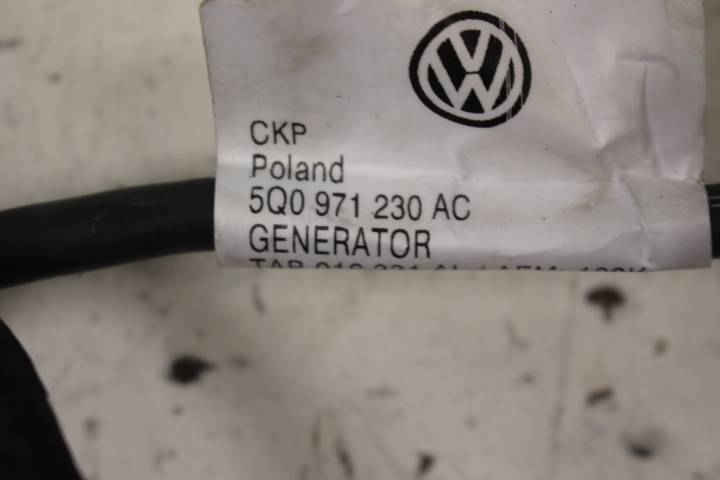 CKP
Poland
5Q0 971 230 AC
GENERATOR